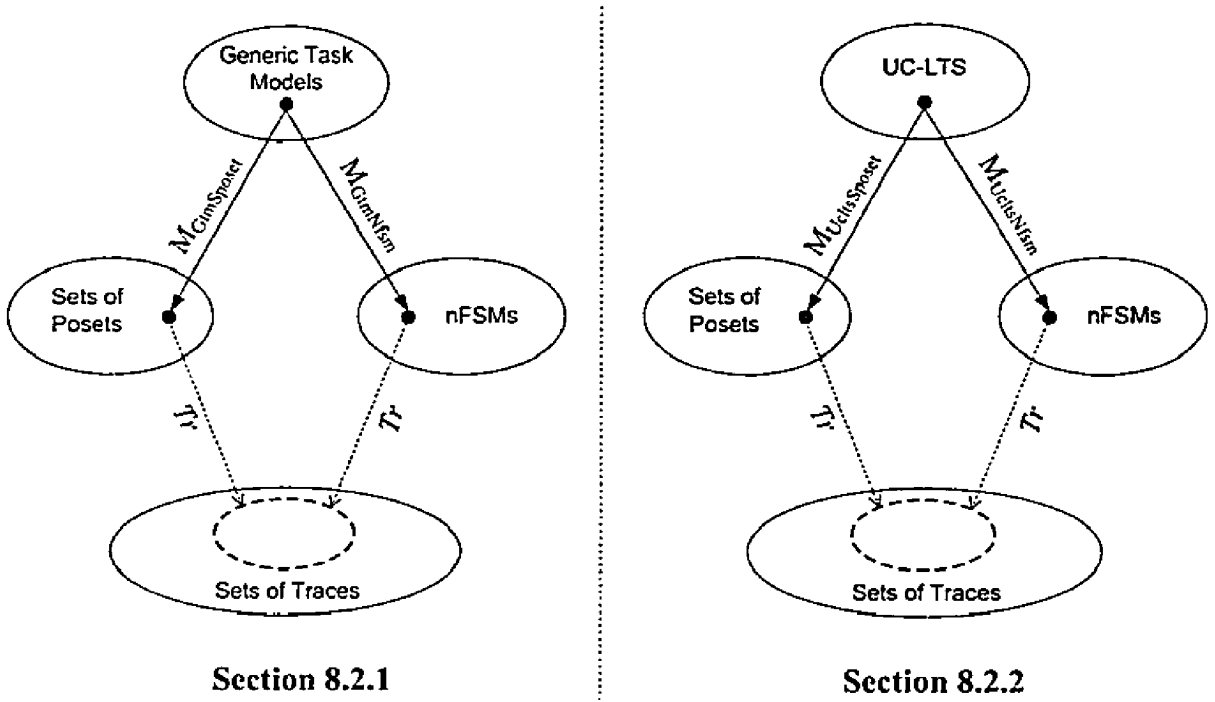 Generic Task
Models
M_GtmSposet
M_GtmNfsm
Sets of
Posets
nFSMs
Tr
Tr
Sets of Traces
Section 8.2.1
UC-LTS
M_UcltsSposet
M_UcltsNfsm
Sets of
Posets
nFSMs
Tr
Tr
Sets of Traces
Section 8.2.2